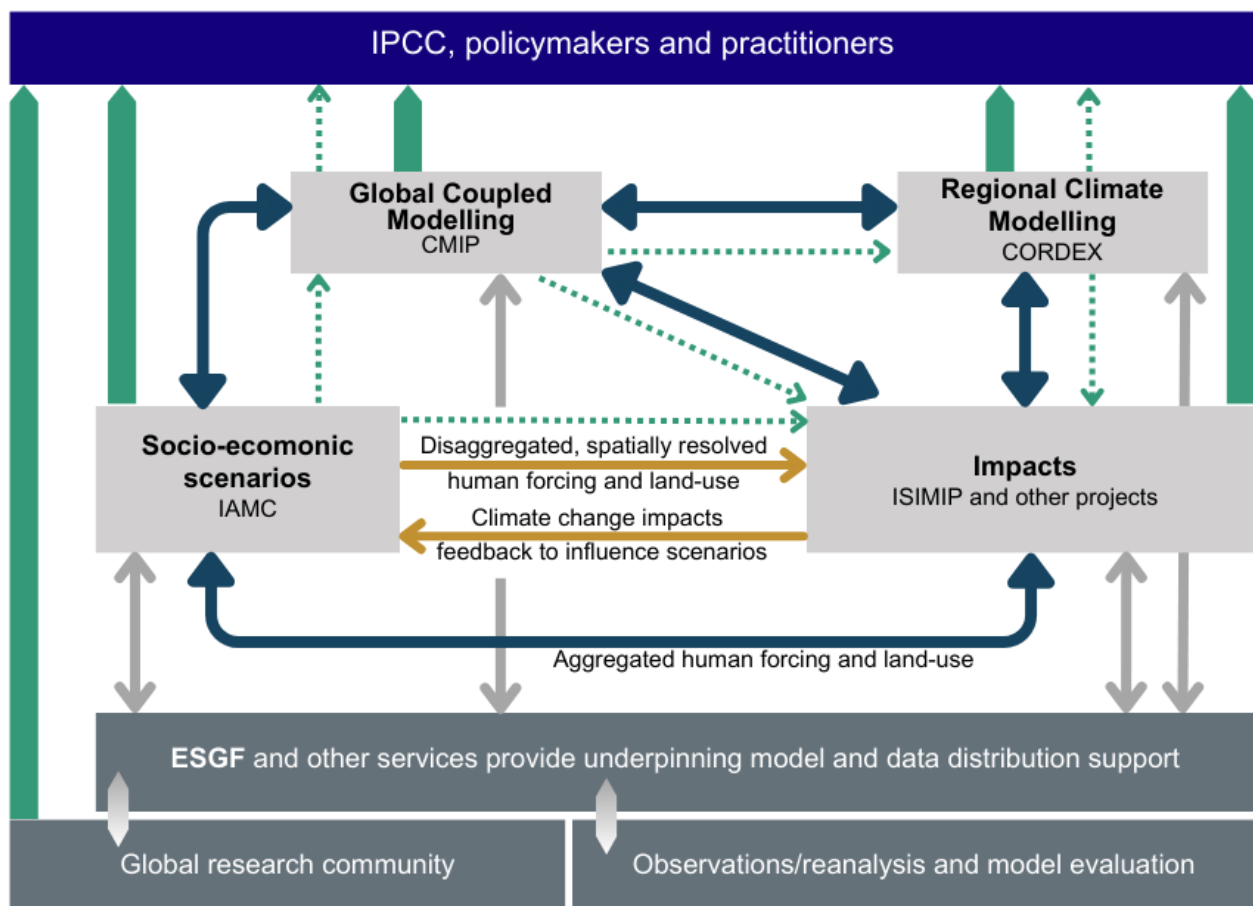 IPCC, policymakers and practitioners
Global Coupled
Modelling
CMIP
Regional Climate
Modelling
CORDEX
Socio-ecomonic
scenarios
IAMC
Disaggregated, spatially resolved
human forcing and land-use
Climate change impacts
feedback to influence scenarios
Impacts
ISIMIP and other projects
Aggregated human forcing and land-use
ESGF and other services provide underpinning model and data distribution support
Global research community
Observations/reanalysis and model evaluation